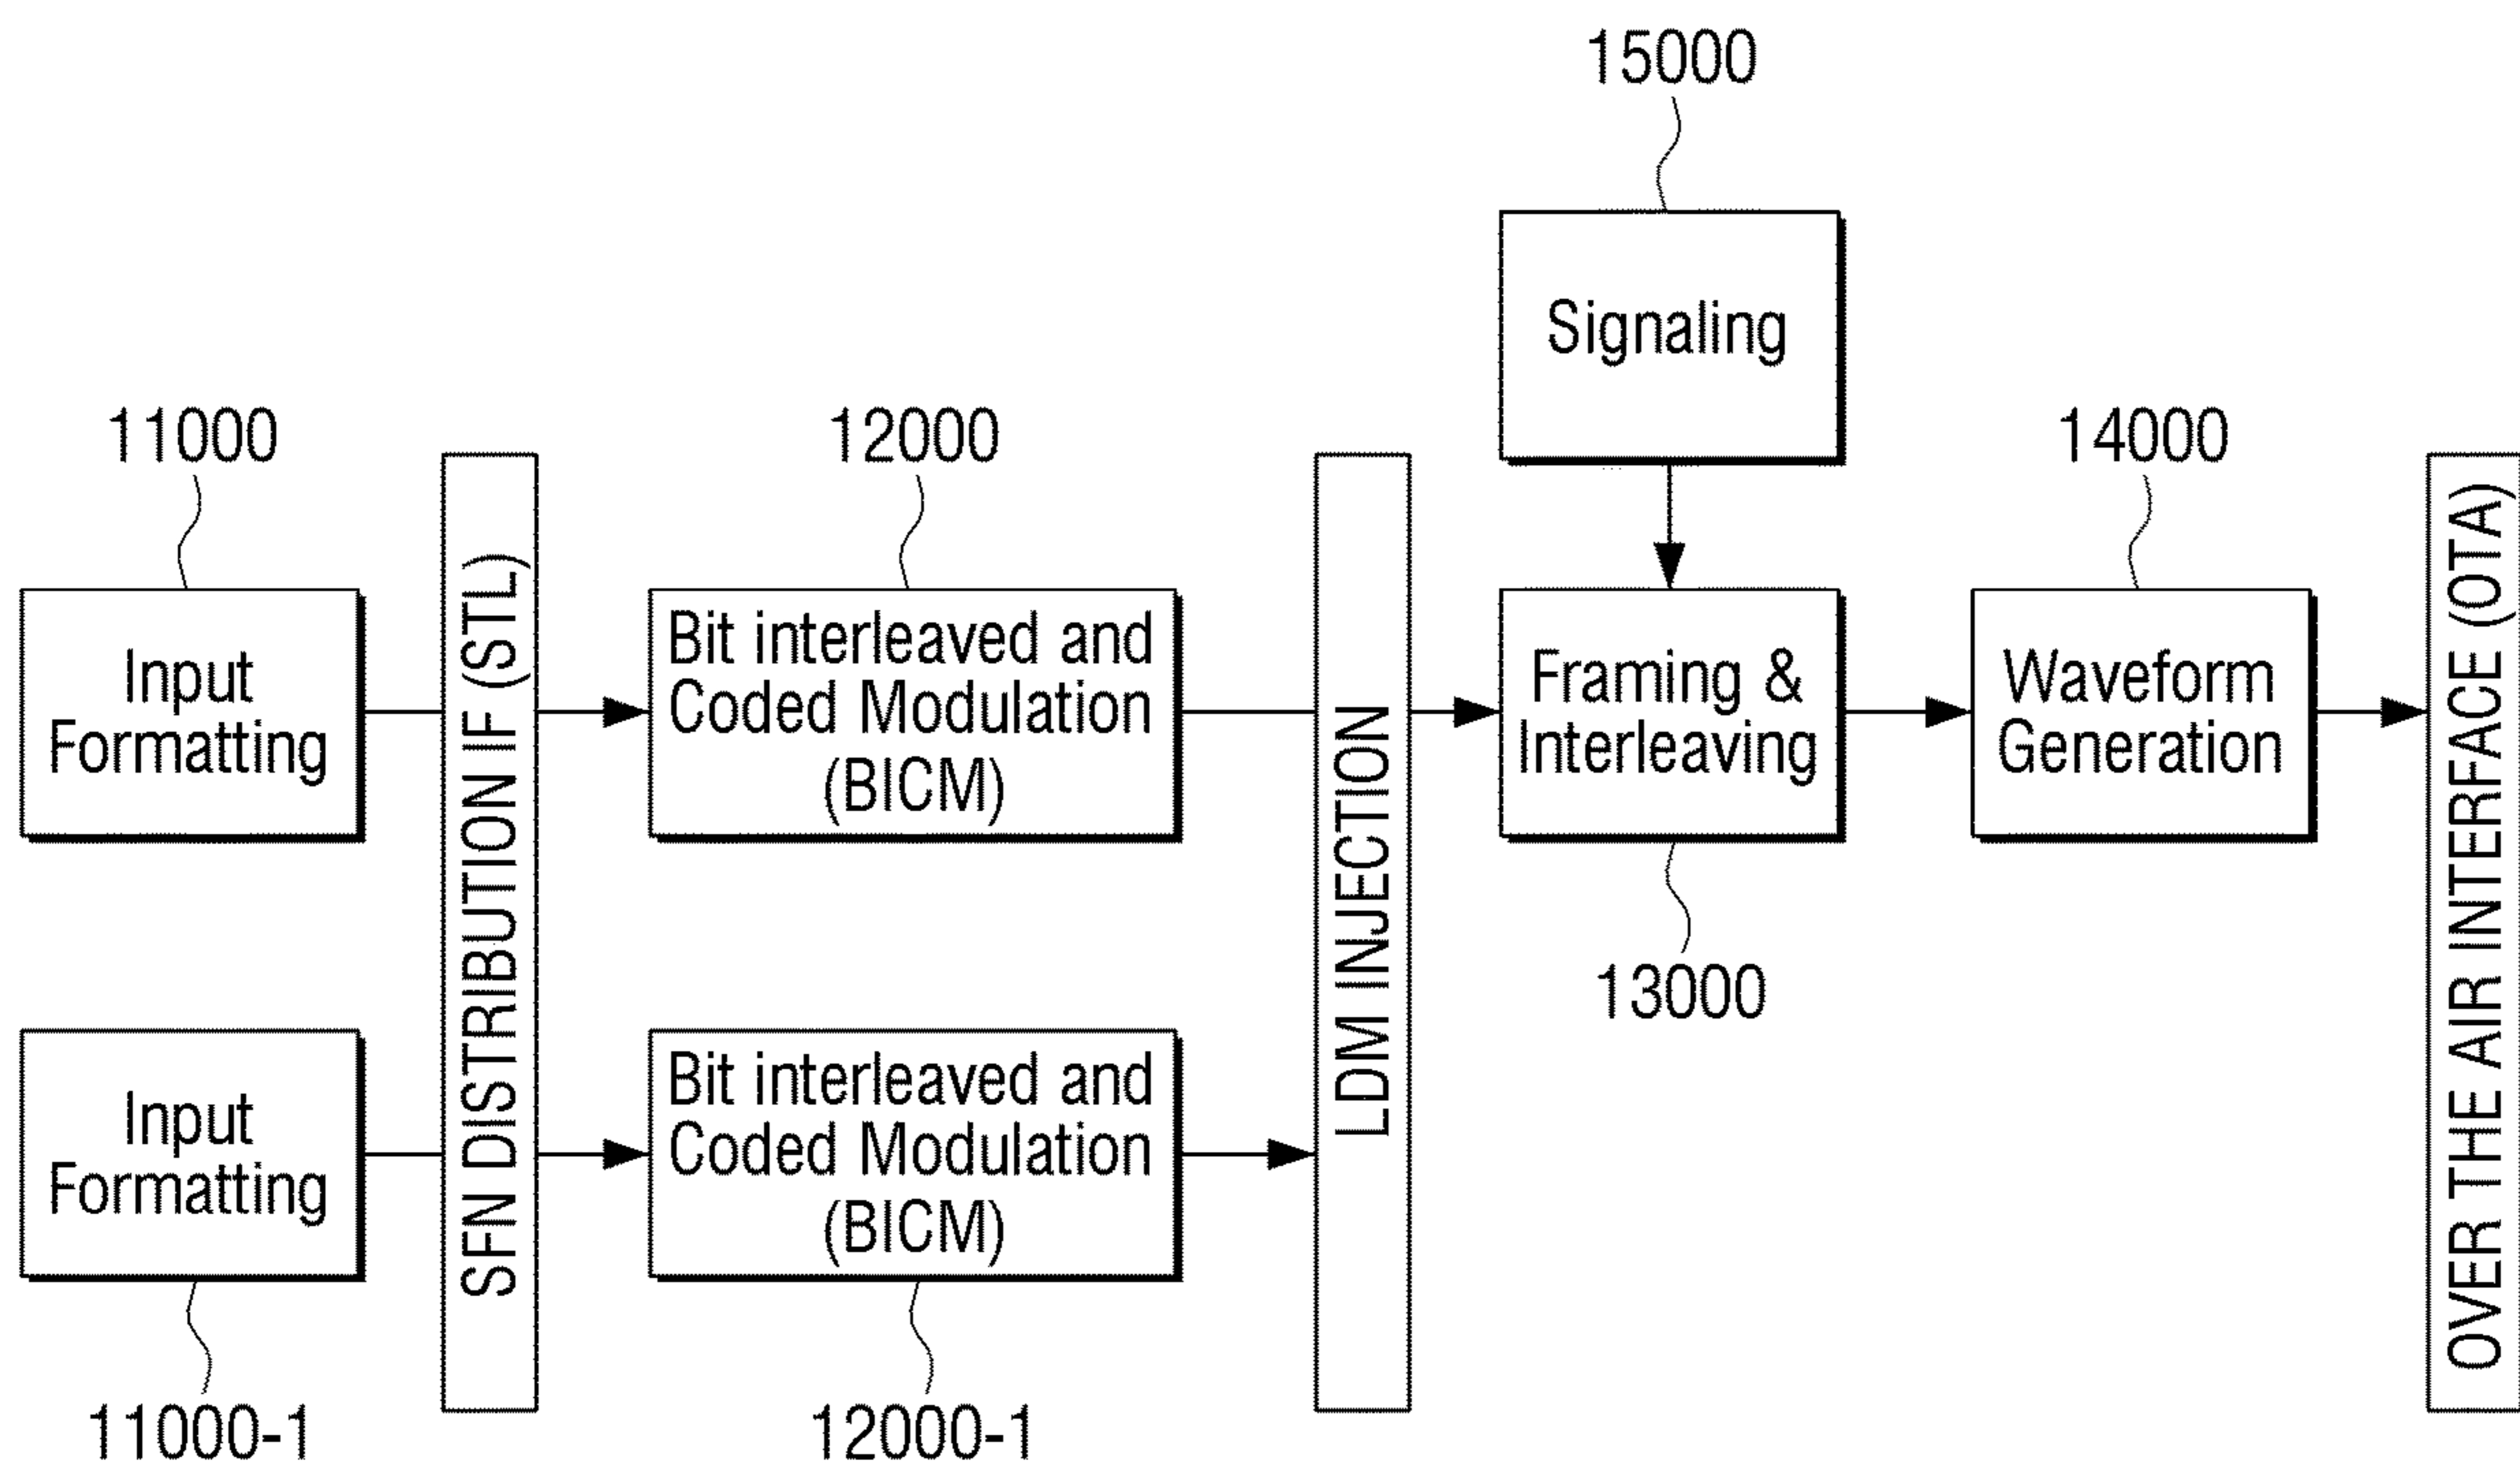 15000
Signaling
11000
12000
14000
Input
Formatting
SFN DISTRIBUTION IF (STL)
Bit interleaved and
Coded Modulation
(BICM)
LDM INJECTION
Framing &
Interleaving
Waveform
Generation
OVER THE AIR INTERFACE (OTA)
13000
Input
Formatting
Bit interleaved and
Coded Modulation
(BICM)
11000-1
12000-1